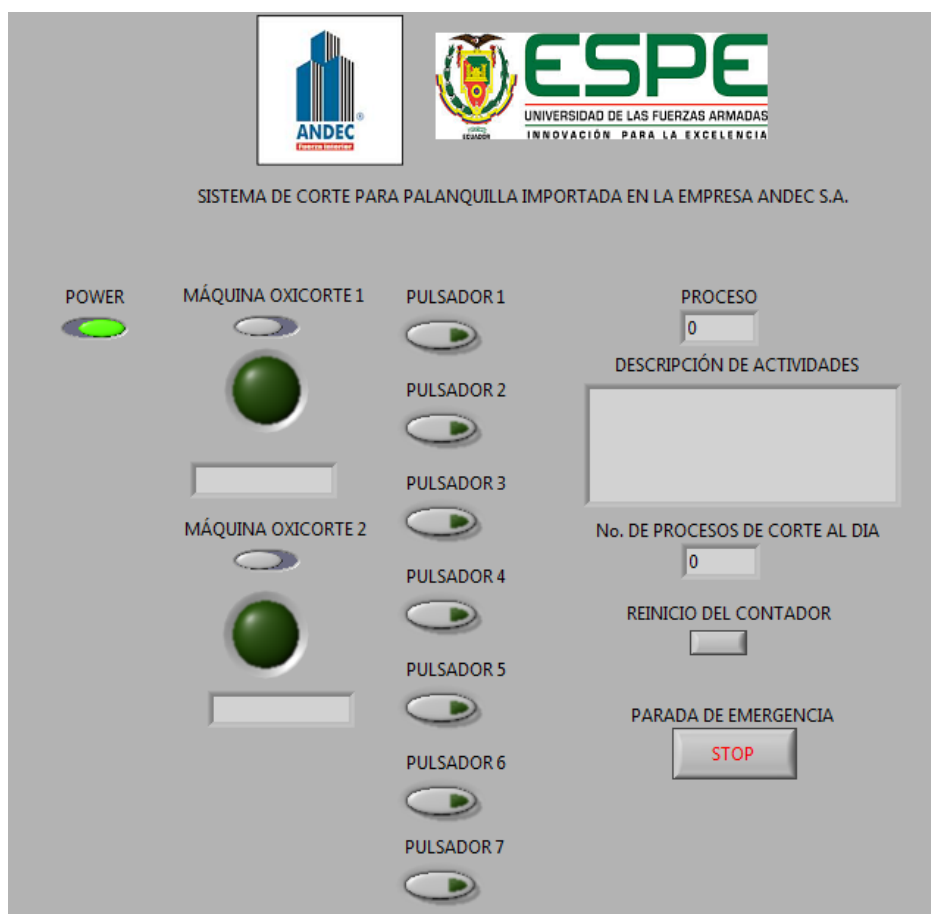 ANDEC
Fuerza Interior
ESPE
UNIVERSIDAD DE LAS FUERZAS ARMADAS
INNOVACIÓN PARA LA EXCELENCIA
ECUADOR
SISTEMA DE CORTE PARA PALANQUILLA IMPORTADA EN LA EMPRESA ANDEC S.A.
POWER
MÁQUINA OXICORTE 1
MÁQUINA OXICORTE 2
PULSADOR 1
PULSADOR 2
PULSADOR 3
PULSADOR 4
PULSADOR 5
PULSADOR 6
PULSADOR 7
PROCESO
0
DESCRIPCIÓN DE ACTIVIDADES
No. DE PROCESOS DE CORTE AL DIA
0
REINICIO DEL CONTADOR
PARADA DE EMERGENCIA
STOP